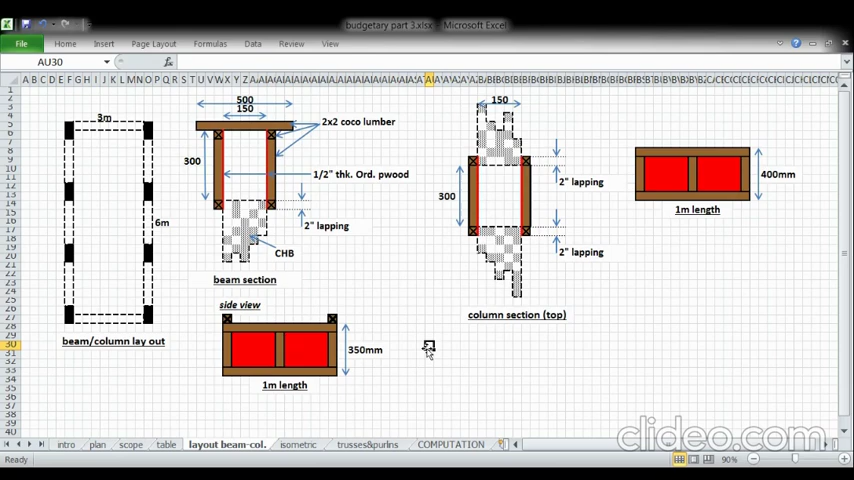 budgetary part 3.xlsx - Microsoft Excel
File Home Insert Page Layout Formulas Data Review View
AU30
fx
3m
6m
beam/column lay out
500
150
300
2x2 coco lumber
1/2" thk. Ord. pwood
2" lapping
CHB
beam section
side view
350mm
1m length
150
300
2" lapping
2" lapping
column section (top)
400mm
1m length
intro plan scope table layout beam-col. isometric trusses&purlns COMPUTATION
Ready
90%
clideo.com